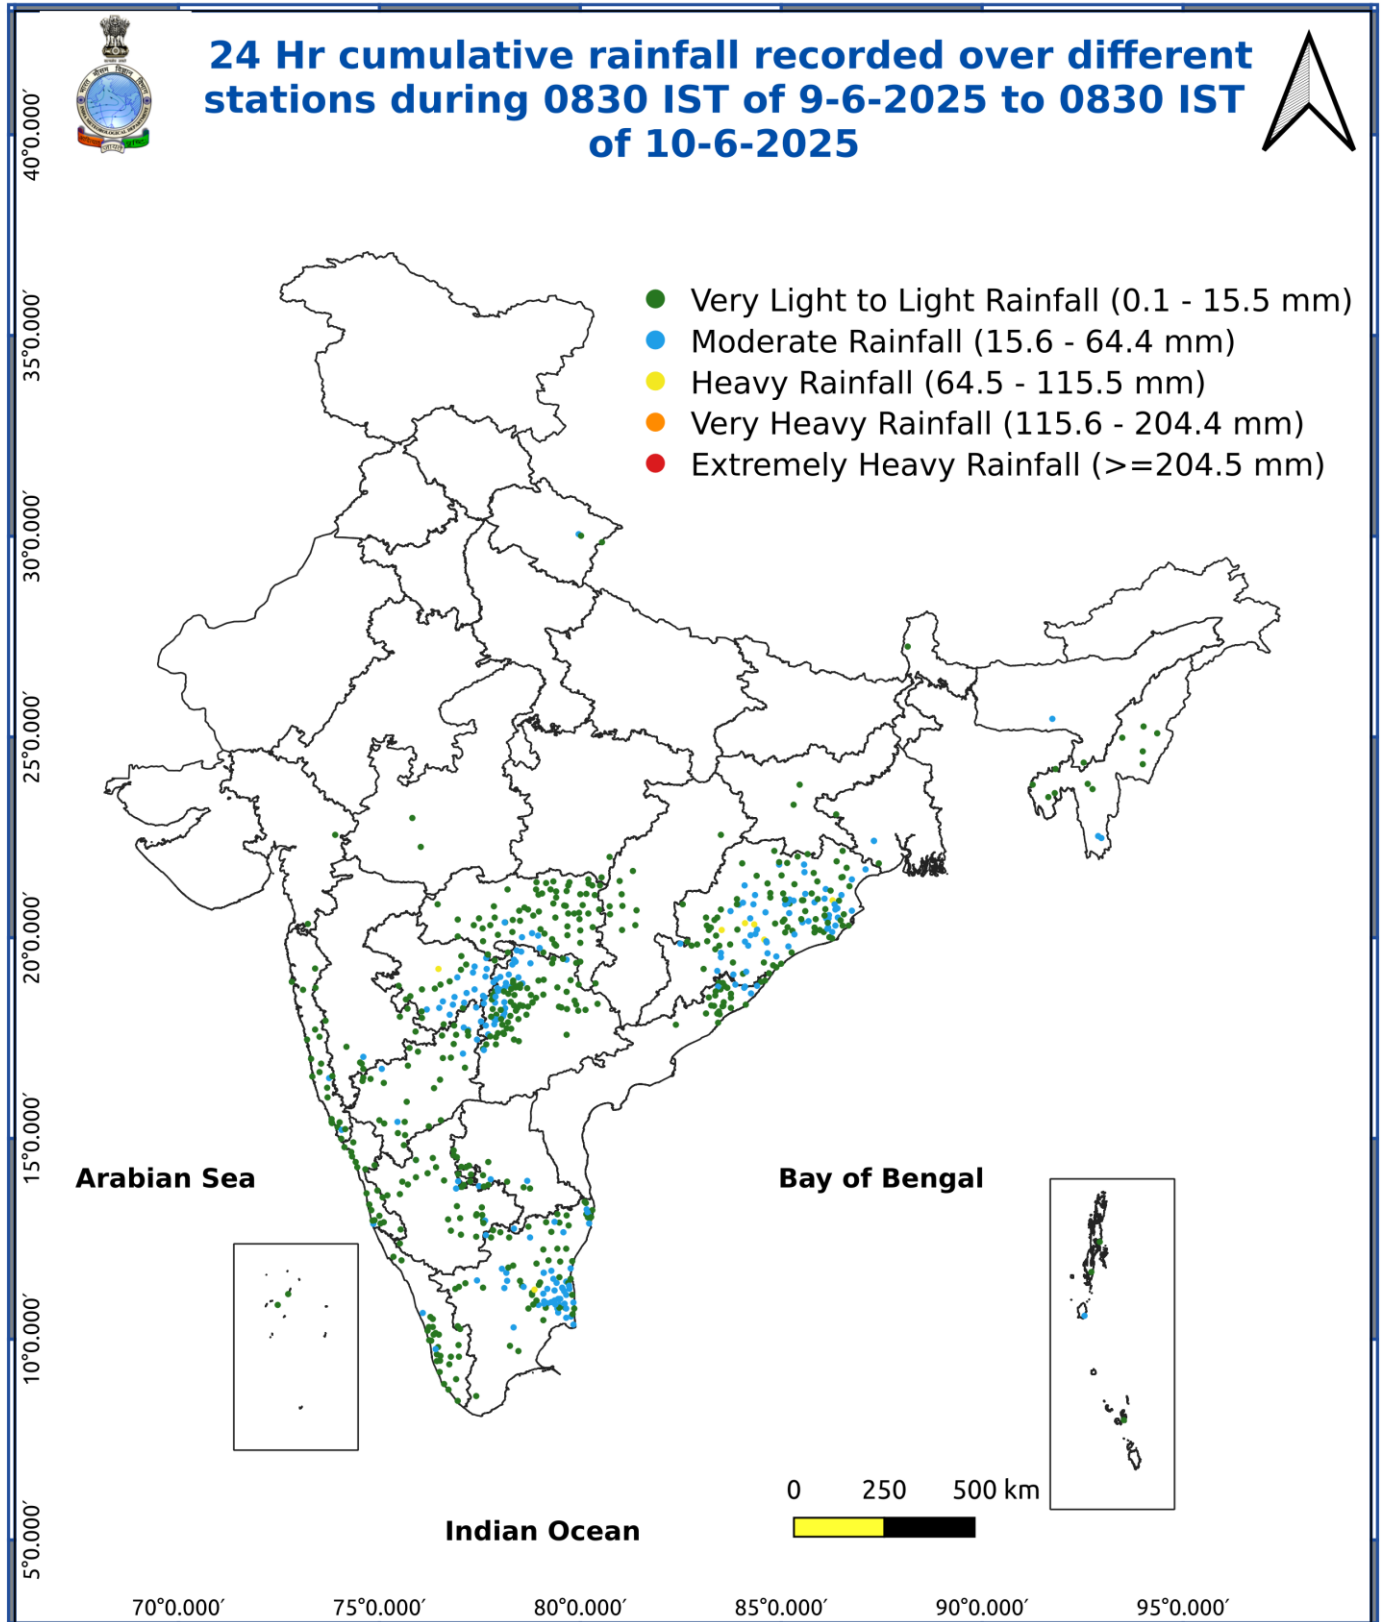 24 Hr cumulative rainfall recorded over different
stations during 0830 IST of 9-6-2025 to 0830 IST
of 10-6-2025
Very Light to Light Rainfall (0.1 - 15.5 mm)
Moderate Rainfall (15.6 - 64.4 mm)
Heavy Rainfall (64.5 - 115.5 mm)
Very Heavy Rainfall (115.6 - 204.4 mm)
Extremely Heavy Rainfall (>=204.5 mm)
40°0.000′
35°0.000′
30°0.000′
25°0.000′
20°0.000′
15°0.000′
10°0.000′
5°0.000′
Arabian Sea
Bay of Bengal
Indian Ocean
0 250 500 km
70°0.000′ 75°0.000′ 80°0.000′ 85°0.000′ 90°0.000′ 95°0.000′